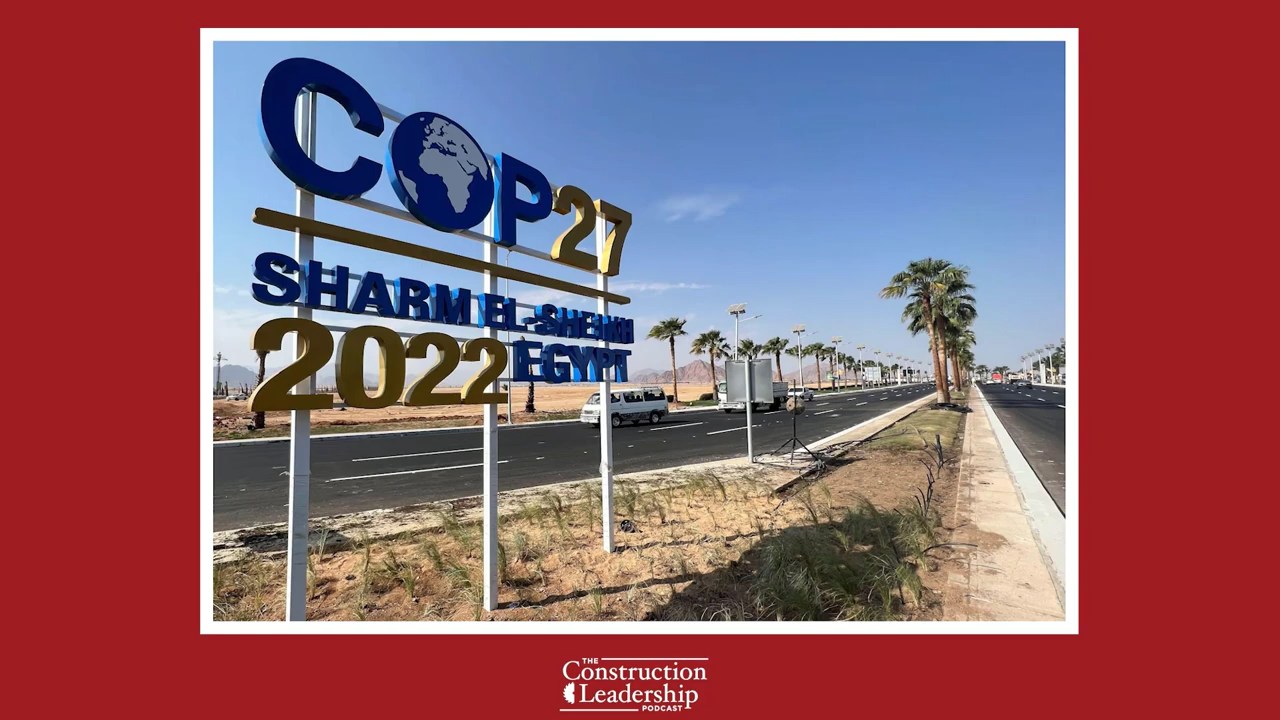 COP27
SHARM EL-SHEIKH
2022 EGYPT
THE
Construction
Leadership
PODCAST